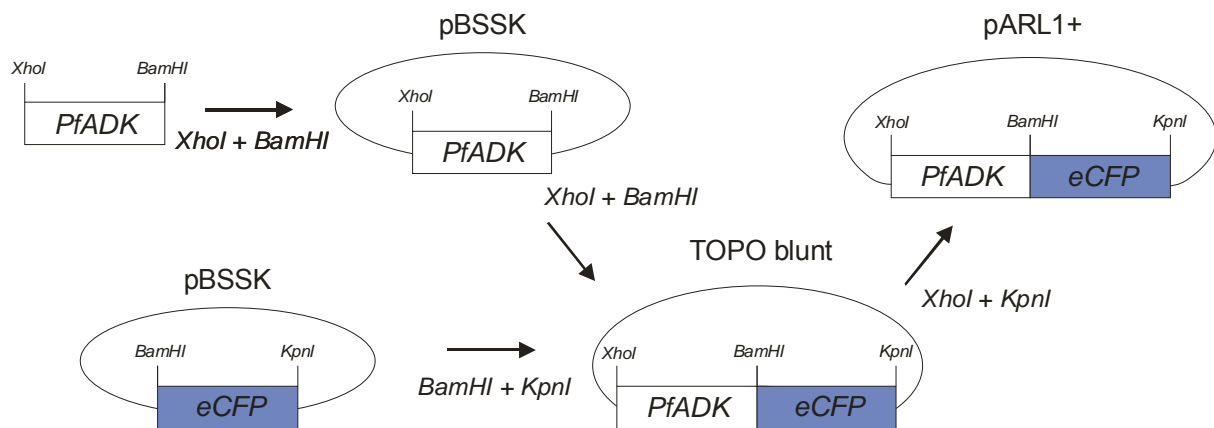 pBSSK
pARL1+
XhoI
BamHI
PfADK
XhoI + BamHI
XhoI
BamHI
PfADK
XhoI
BamHI
KpnI
PfADK
eCFP
XhoI + BamHI
TOPO blunt
pBSSK
XhoI + KpnI
BamHI
KpnI
eCFP
BamHI + KpnI
XhoI
BamHI
KpnI
PfADK
eCFP